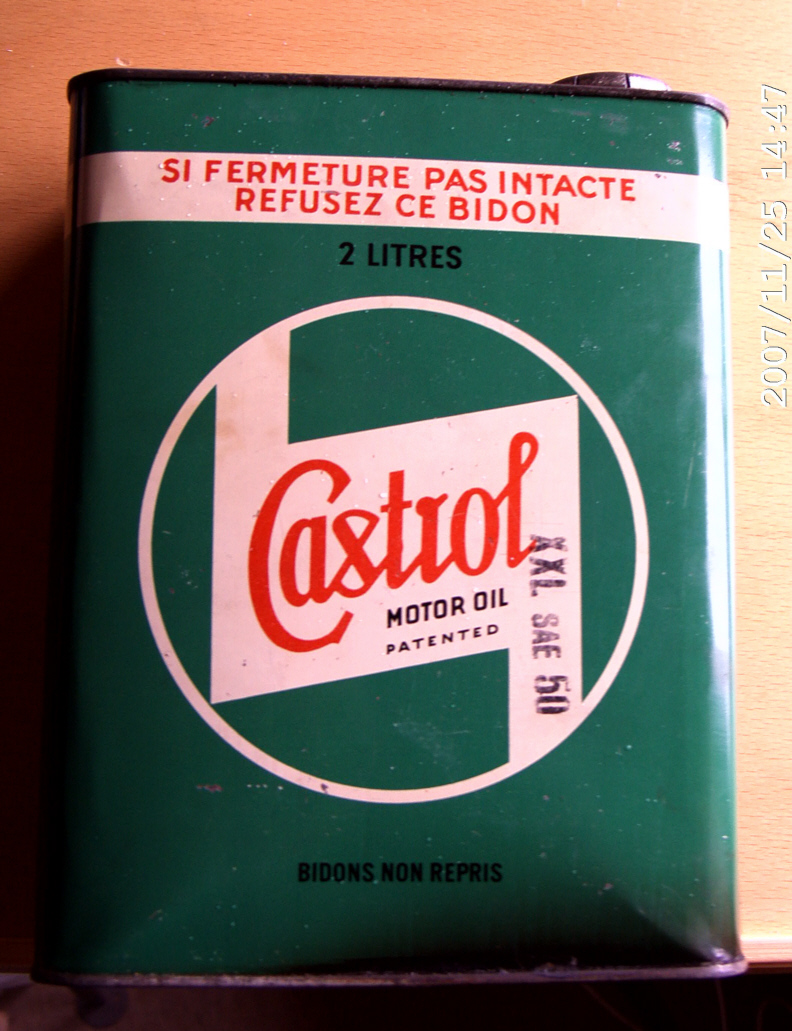 SI FERMETURE PAS INTACTE
REFUSEZ CE BIDON
2 LITRES
Castrol
MOTOR OIL
PATENTED
XXL SAE 50
BIDONS NON REPRIS
2007/11/25 14:47